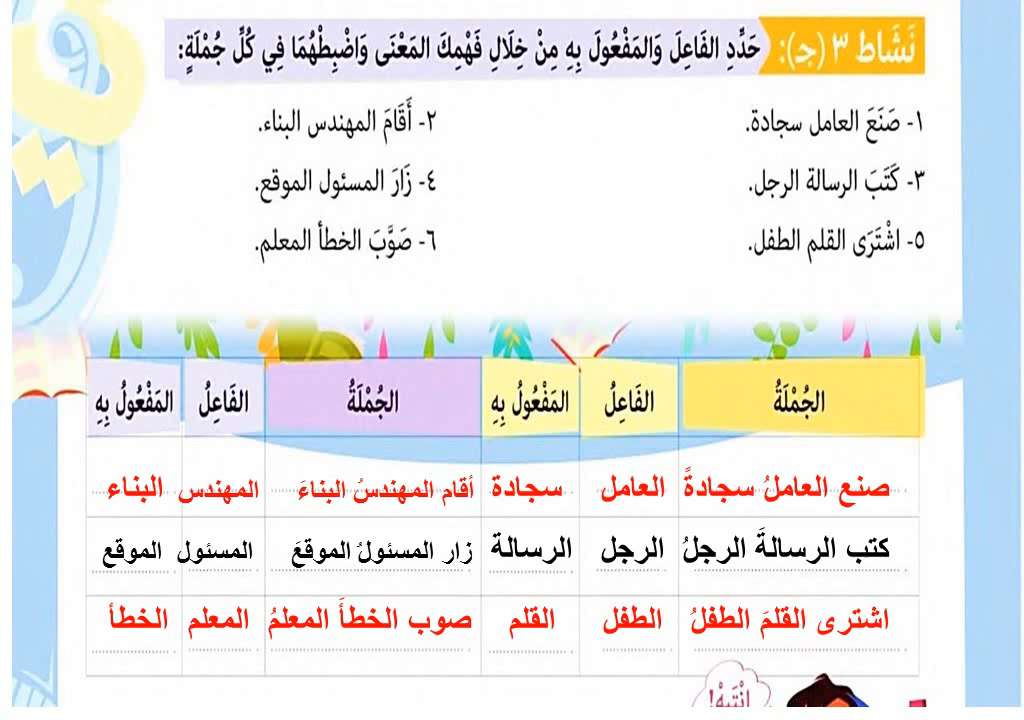 نَشَاط ٣ (جـ): حَدِّدِ الفَاعِلَ وَالمَفْعُولَ بِهِ مِنْ خِلَالِ فَهْمِكَ المَعْنَى وَاضْبِطْهُمَا فِي كُلِّ جُمْلَةٍ:
١- صَنَعَ العامل سجادة. ٢- أَقَامَ المهندس البناء.
٣- كَتَبَ الرسالة الرجل. ٤- زَارَ المسئول الموقع.
٥- اشْتَرَى القلم الطفل. ٦- صَوَّبَ الخطأ المعلم.
الجُمْلَةُ الفَاعِلُ المَفْعُولُ بِهِ الجُمْلَةُ الفَاعِلُ المَفْعُولُ بِهِ
صنع العاملُ سجادةً العامل سجادة أقام المهندسُ البناءَ المهندس البناء
كتب الرسالةَ الرجلُ الرجل الرسالة زار المسئولُ الموقعَ المسئول الموقع
اشترى القلمَ الطفلُ الطفل القلم صوب الخطأَ المعلمُ المعلم الخطأ
انْتَبِهْ!